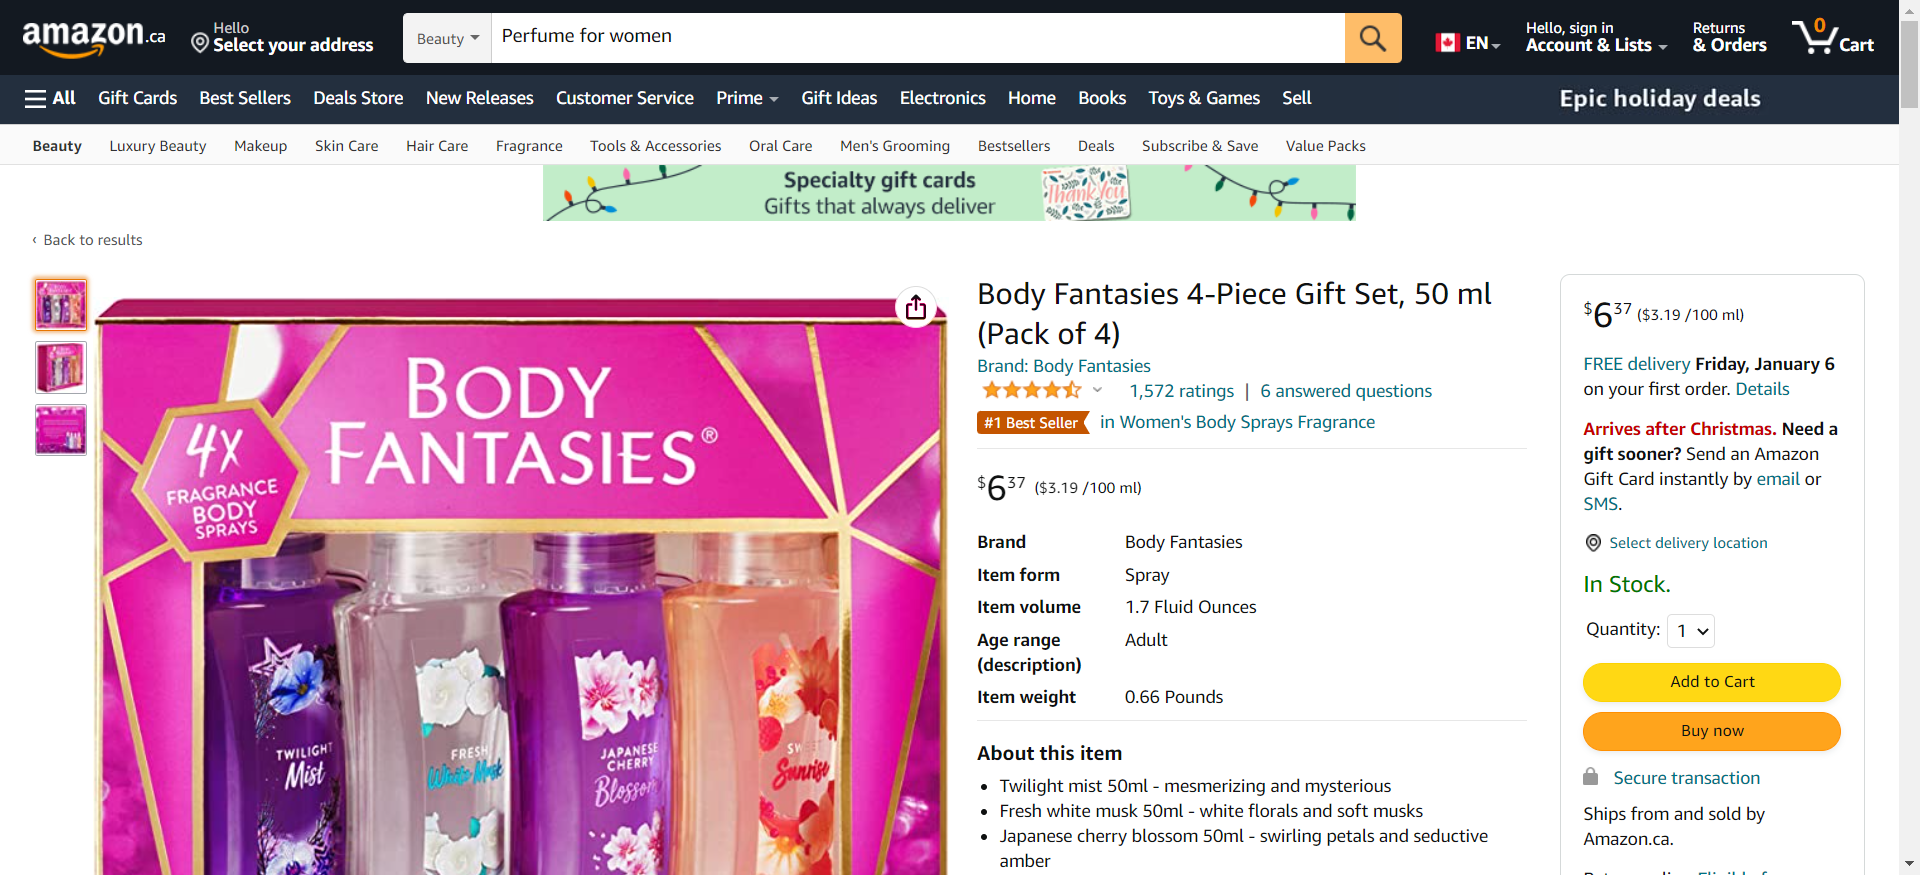 amazon.ca
Hello
Select your address
Beauty
Perfume for women
EN
Hello, sign in
Account & Lists
Returns
& Orders
0
Cart
All
Gift Cards
Best Sellers
Deals Store
New Releases
Customer Service
Prime
Gift Ideas
Electronics
Home
Books
Toys & Games
Sell
Epic holiday deals
Beauty
Luxury Beauty
Makeup
Skin Care
Hair Care
Fragrance
Tools & Accessories
Oral Care
Men's Grooming
Bestsellers
Deals
Subscribe & Save
Value Packs
Specialty gift cards
Gifts that always deliver
Thank You
‹ Back to results
BODY
FANTASIES®
4X
FRAGRANCE
BODY
SPRAYS
TWILIGHT
Mist
FRESH
White Musk
JAPANESE
CHERRY
Blossom
Sunrise
Body Fantasies 4-Piece Gift Set, 50 ml
(Pack of 4)
Brand: Body Fantasies
1,572 ratings | 6 answered questions
#1 Best Seller in Women's Body Sprays Fragrance
$6 37 ($3.19 /100 ml)
Brand Body Fantasies
Item form Spray
Item volume 1.7 Fluid Ounces
Age range Adult
(description)
Item weight 0.66 Pounds
About this item
• Twilight mist 50ml - mesmerizing and mysterious
• Fresh white musk 50ml - white florals and soft musks
• Japanese cherry blossom 50ml - swirling petals and seductive
amber
$6 37 ($3.19 /100 ml)
FREE delivery Friday, January 6
on your first order. Details
Arrives after Christmas. Need a
gift sooner? Send an Amazon
Gift Card instantly by email or
SMS.
Select delivery location
In Stock.
Quantity: 1
Add to Cart
Buy now
Secure transaction
Ships from and sold by
Amazon.ca.